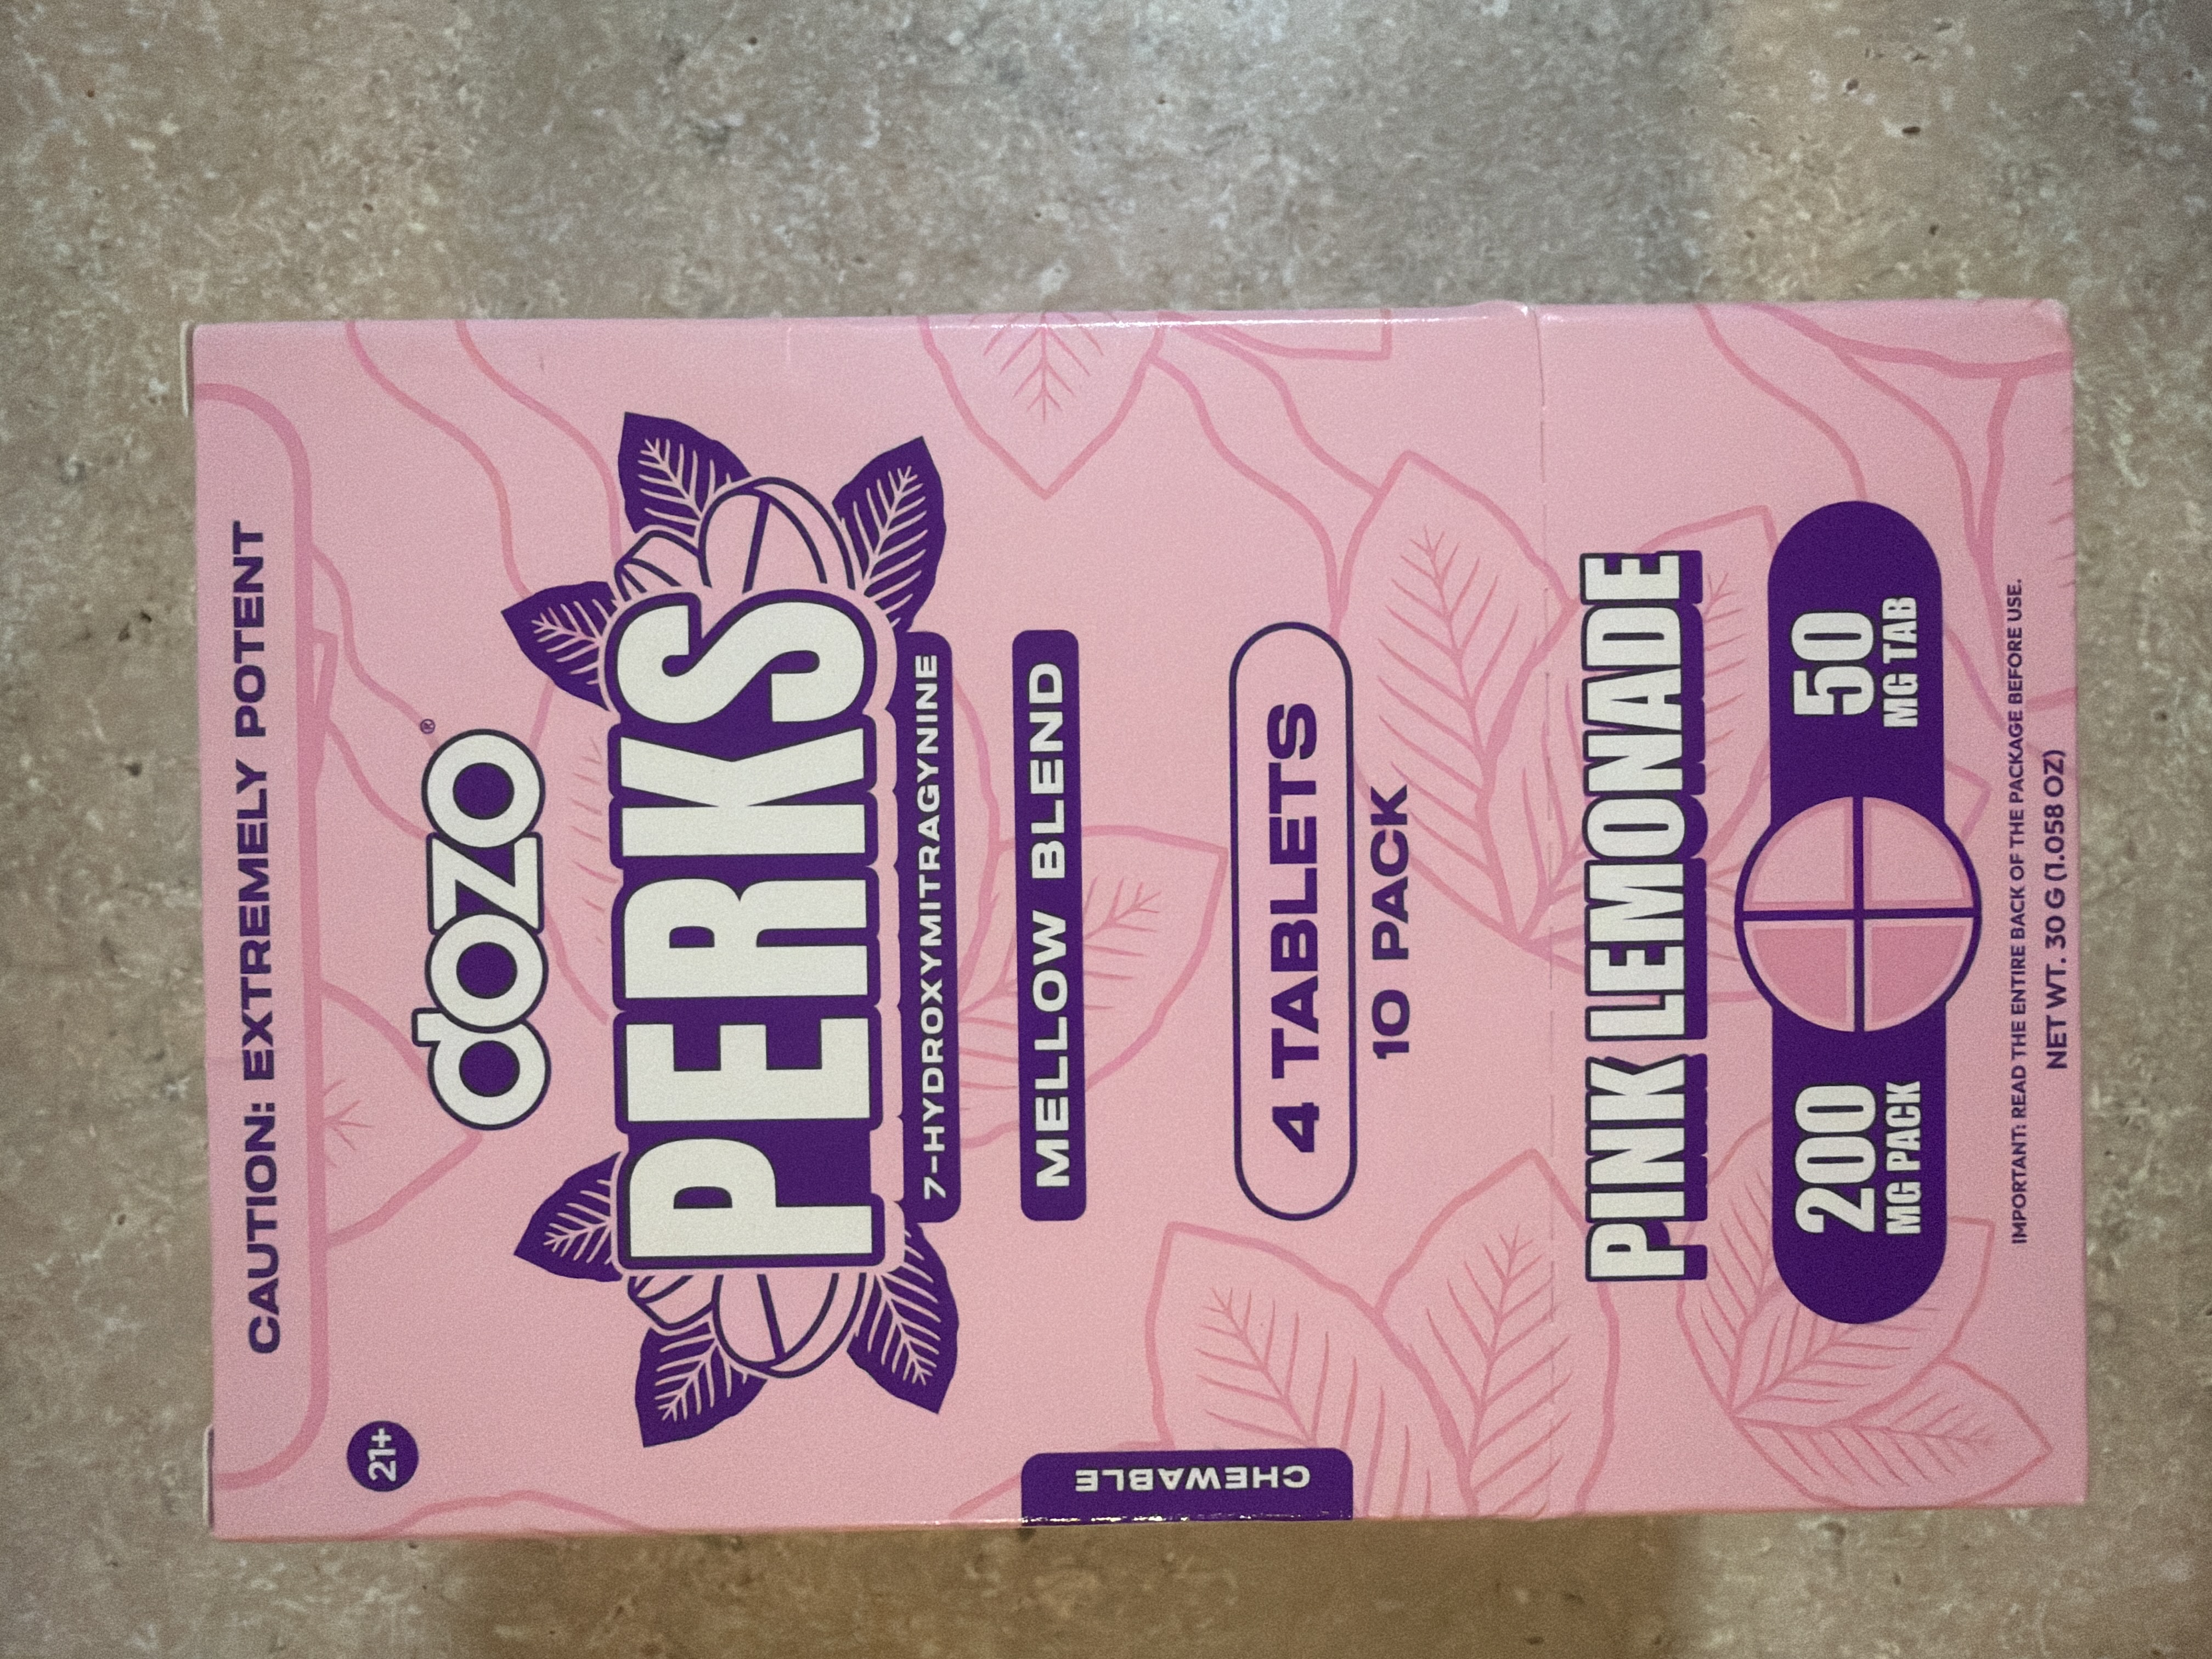 CAUTION: EXTREMELY POTENT
21+
dozo®
PERKS
7-HYDROXYMITRAGYNINE
MELLOW BLEND
CHEWABLE
4 TABLETS
10 PACK
PINK LEMONADE
200
MG PACK
50
MG TAB
IMPORTANT: READ THE ENTIRE BACK OF THE PACKAGE BEFORE USE.
NET WT. 30 G (1.058 OZ)